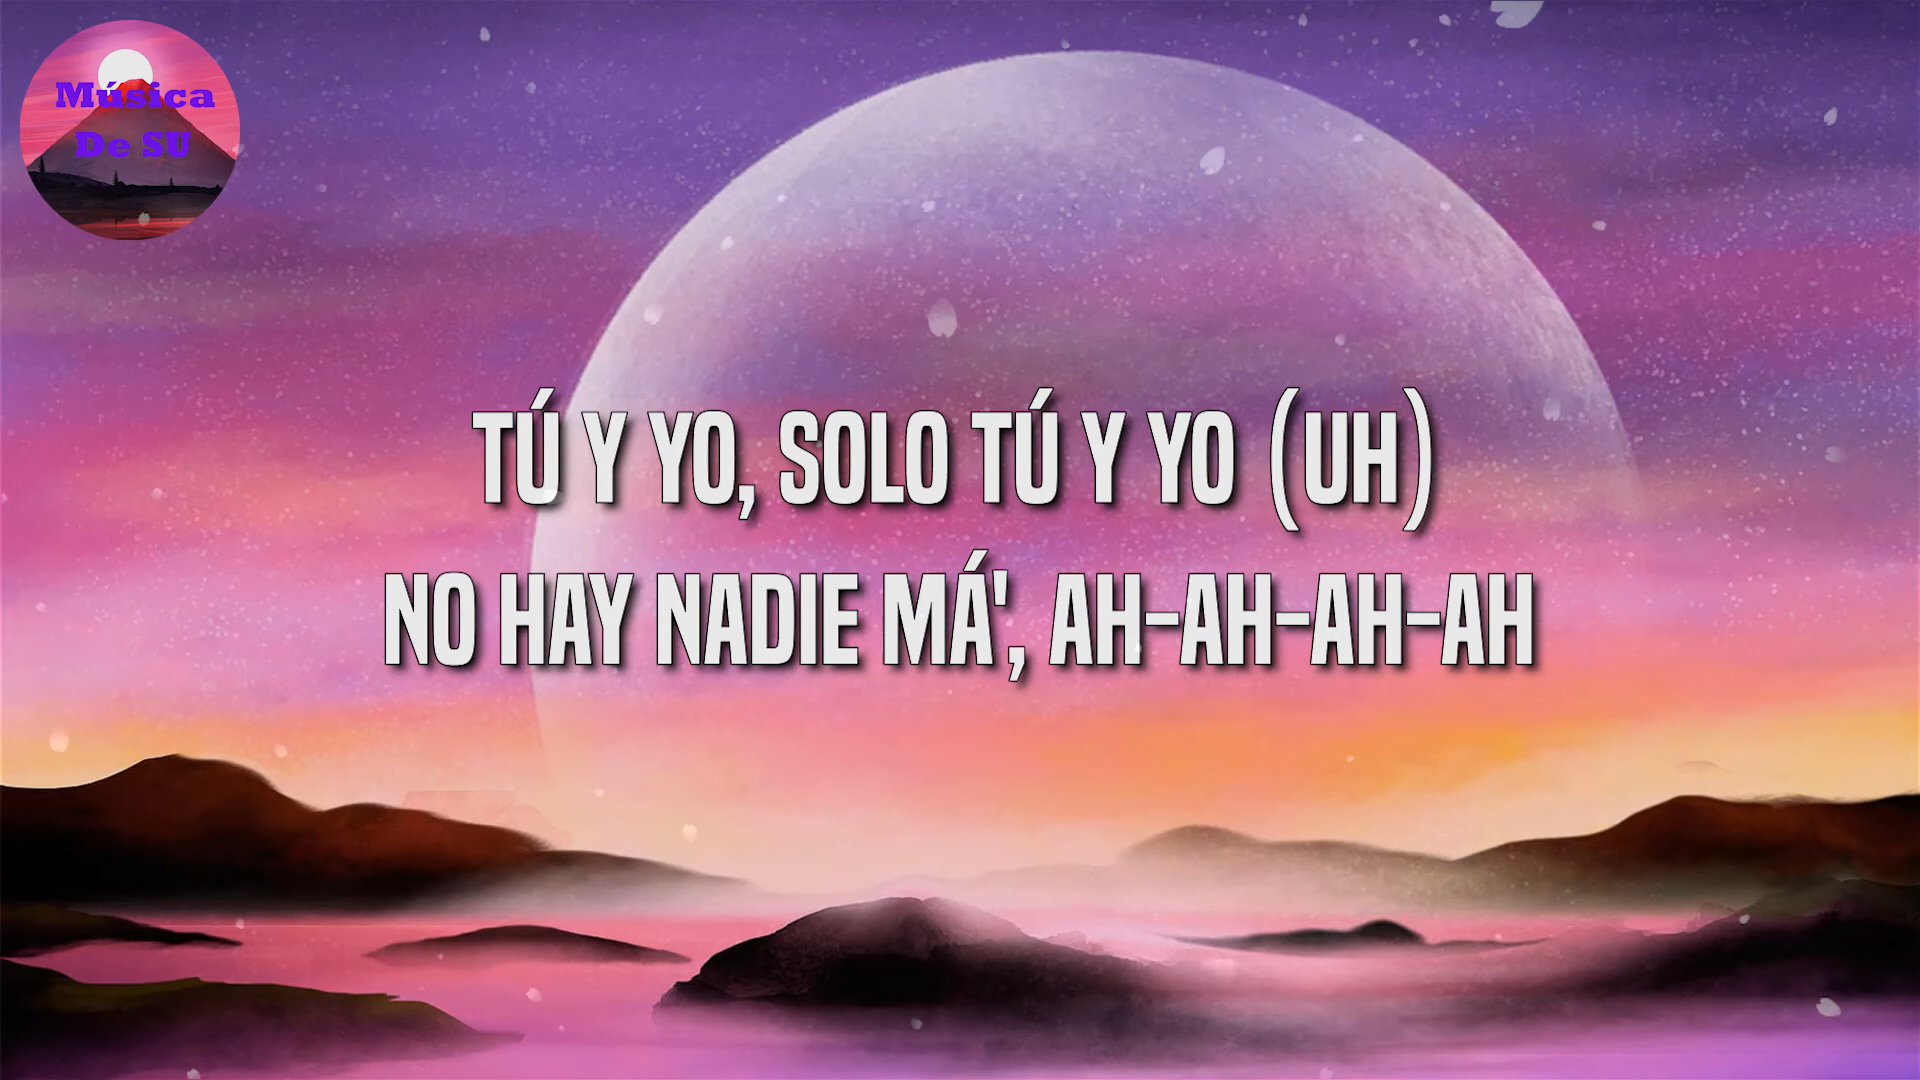 Música
De SU
TÚ Y YO, SOLO TÚ Y YO (UH)
NO HAY NADIE MÁ', AH-AH-AH-AH